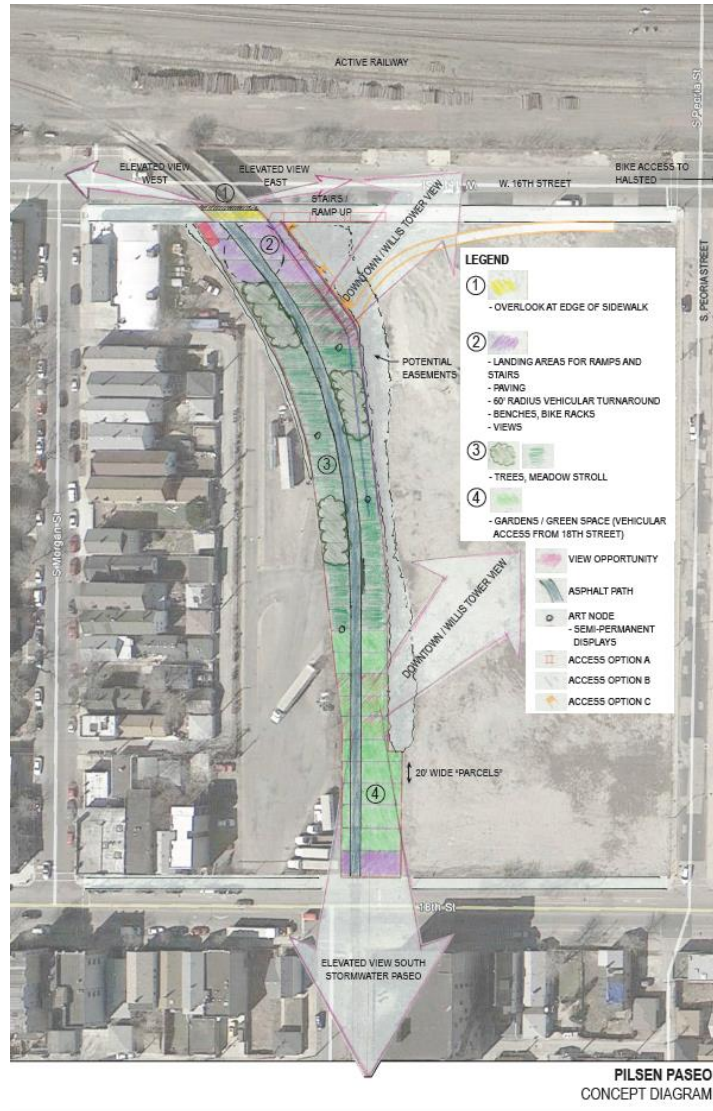 ACTIVE RAILWAY
S Peoria St
ELEVATED VIEW
WEST
ELEVATED VIEW
EAST
W. 16TH STREET
BIKE ACCESS TO
HALSTED
1
STAIRS /
RAMP UP
2
DOWNTOWN / WILLIS TOWER VIEW
S. PEORIA STREET
LEGEND
1
- OVERLOOK AT EDGE OF SIDEWALK
2
- LANDING AREAS FOR RAMPS AND
STAIRS
- PAVING
- 60' RADIUS VEHICULAR TURNAROUND
- BENCHES, BIKE RACKS
- VIEWS
3
- TREES, MEADOW STROLL
4
- GARDENS / GREEN SPACE (VEHICULAR
ACCESS FROM 18TH STREET)
VIEW OPPORTUNITY
ASPHALT PATH
ART NODE
- SEMI-PERMANENT
DISPLAYS
ACCESS OPTION A
ACCESS OPTION B
ACCESS OPTION C
POTENTIAL
EASEMENTS
3
S Morgan St
DOWNTOWN / WILLIS TOWER VIEW
20' WIDE "PARCELS"
4
18th St
ELEVATED VIEW SOUTH
STORMWATER PASEO
PILSEN PASEO
CONCEPT DIAGRAM